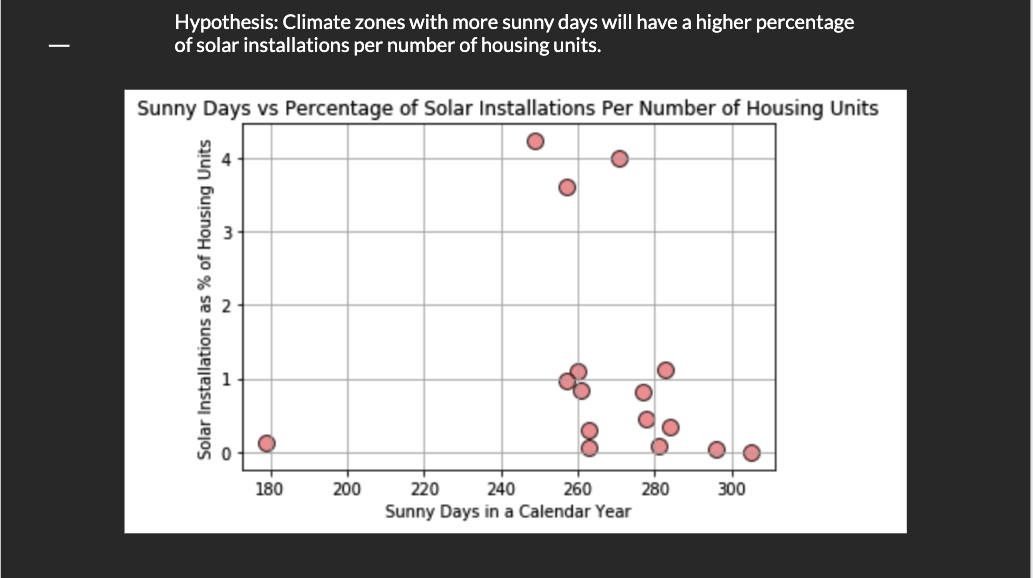 Hypothesis: Climate zones with more sunny days will have a higher percentage
of solar installations per number of housing units.
Sunny Days vs Percentage of Solar Installations Per Number of Housing Units
Solar Installations as % of Housing Units
4
3
2
1
0
180 200 220 240 260 280 300
Sunny Days in a Calendar Year